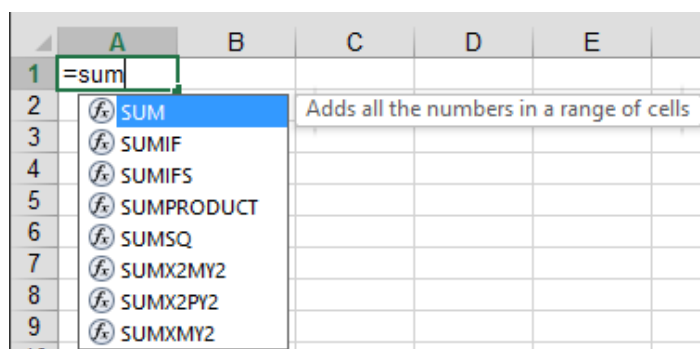 A B C D E
1 =sum
2 SUM Adds all the numbers in a range of cells
3 SUMIF
4 SUMIFS
5 SUMPRODUCT
6 SUMSQ
7 SUMX2MY2
8 SUMX2PY2
9 SUMXMY2